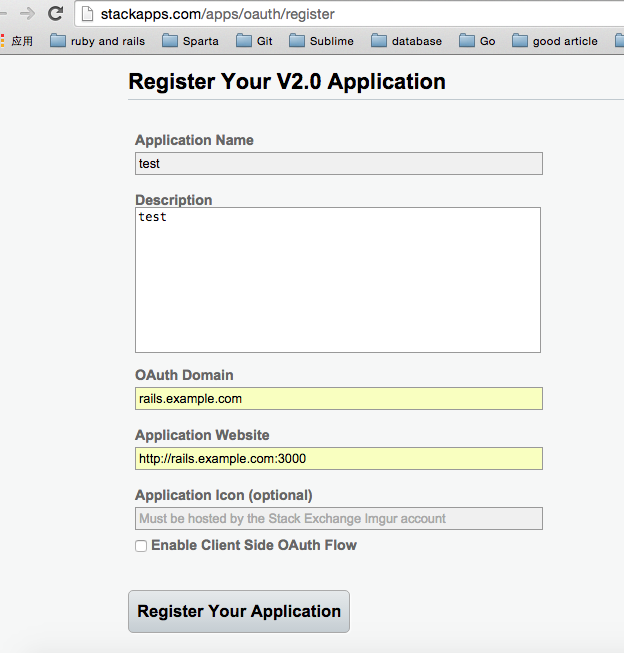 stackapps.com/apps/oauth/register
应用 ruby and rails Sparta Git Sublime database Go good article
Register Your V2.0 Application
Application Name
test
Description
test
OAuth Domain
rails.example.com
Application Website
http://rails.example.com:3000
Application Icon (optional)
Must be hosted by the Stack Exchange Imgur account
Enable Client Side OAuth Flow
Register Your Application